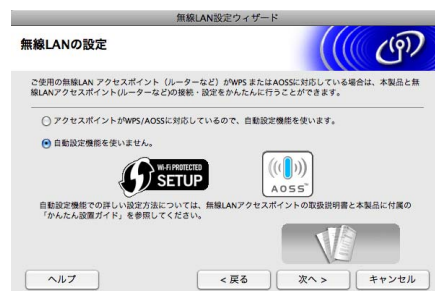 無線LAN設定ウィザード
無線LANの設定
ご使用の無線LAN アクセスポイント（ルーターなど）がWPS またはAOSSに対応している場合は、本製品と無
線LANアクセスポイント(ルーターなど)の接続・設定をかんたんに行うことができます。
アクセスポイントがWPS/AOSSに対応しているので、自動設定機能を使います。
自動設定機能を使いません。
Wi-Fi PROTECTED
SETUP
AOSS™
自動設定機能での詳しい設定方法については、無線LANアクセスポイントの取扱説明書と本製品に付属の
「かんたん設置ガイド」を参照してください。
ヘルプ
< 戻る
次へ >
キャンセル